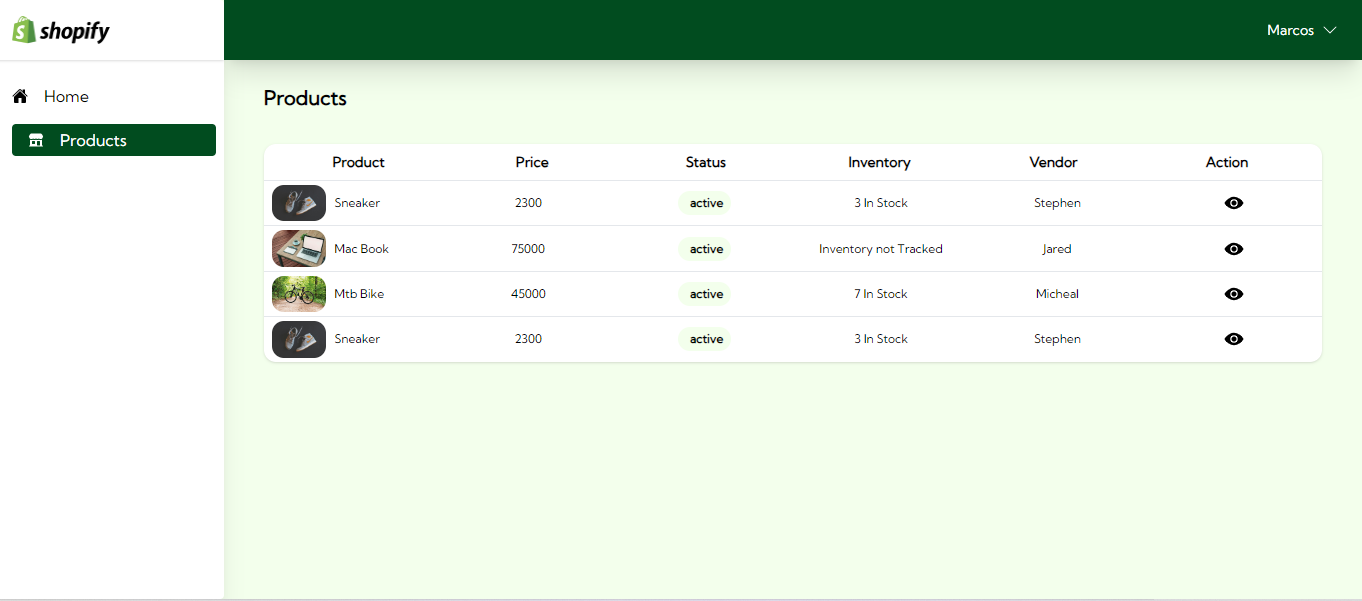 shopify
Marcos
Home
Products
Products
Product Price Status Inventory Vendor Action
Sneaker 2300 active 3 In Stock Stephen
Mac Book 75000 active Inventory not Tracked Jared
Mtb Bike 45000 active 7 In Stock Micheal
Sneaker 2300 active 3 In Stock Stephen